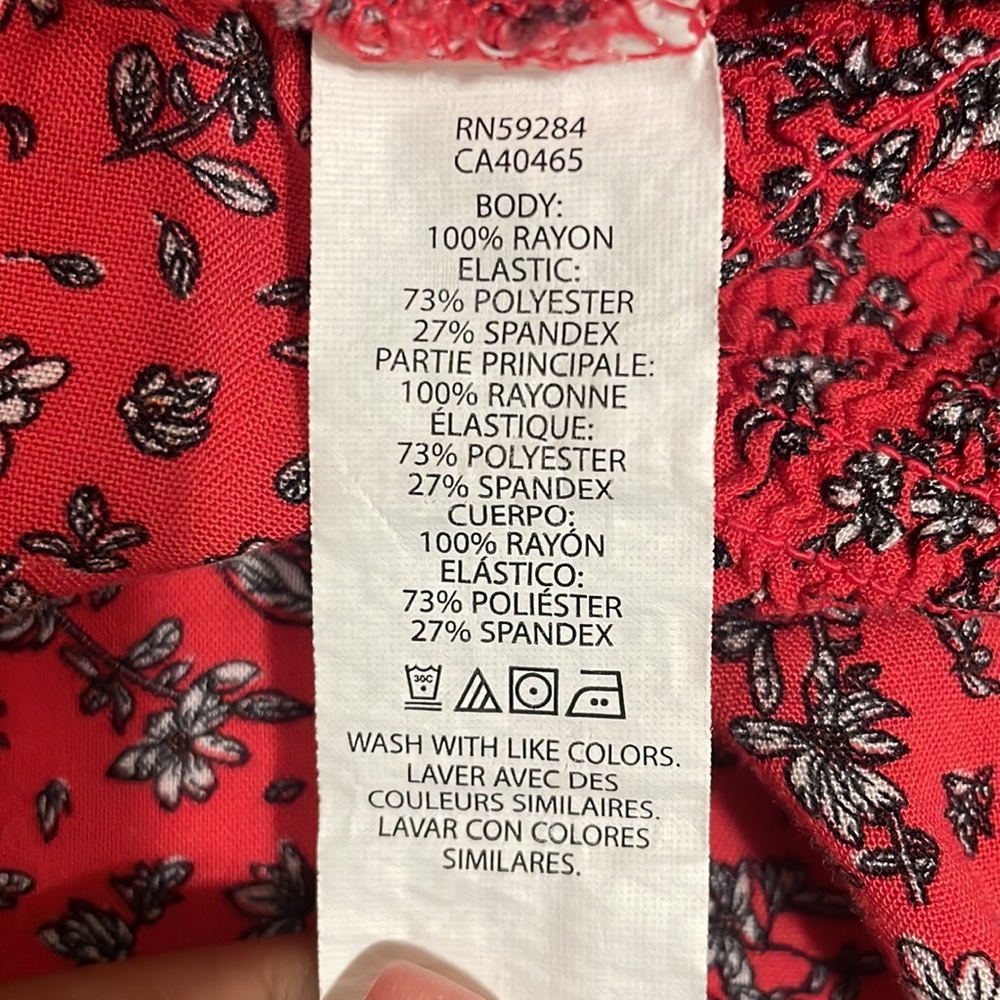 RN59284
CA40465
BODY:
100% RAYON
ELASTIC:
73% POLYESTER
27% SPANDEX
PARTIE PRINCIPALE:
100% RAYONNE
ÉLASTIQUE:
73% POLYESTER
27% SPANDEX
CUERPO:
100% RAYÓN
ELÁSTICO:
73% POLIÉSTER
27% SPANDEX
30C
WASH WITH LIKE COLORS.
LAVER AVEC DES
COULEURS SIMILAIRES.
LAVAR CON COLORES
SIMILARES.